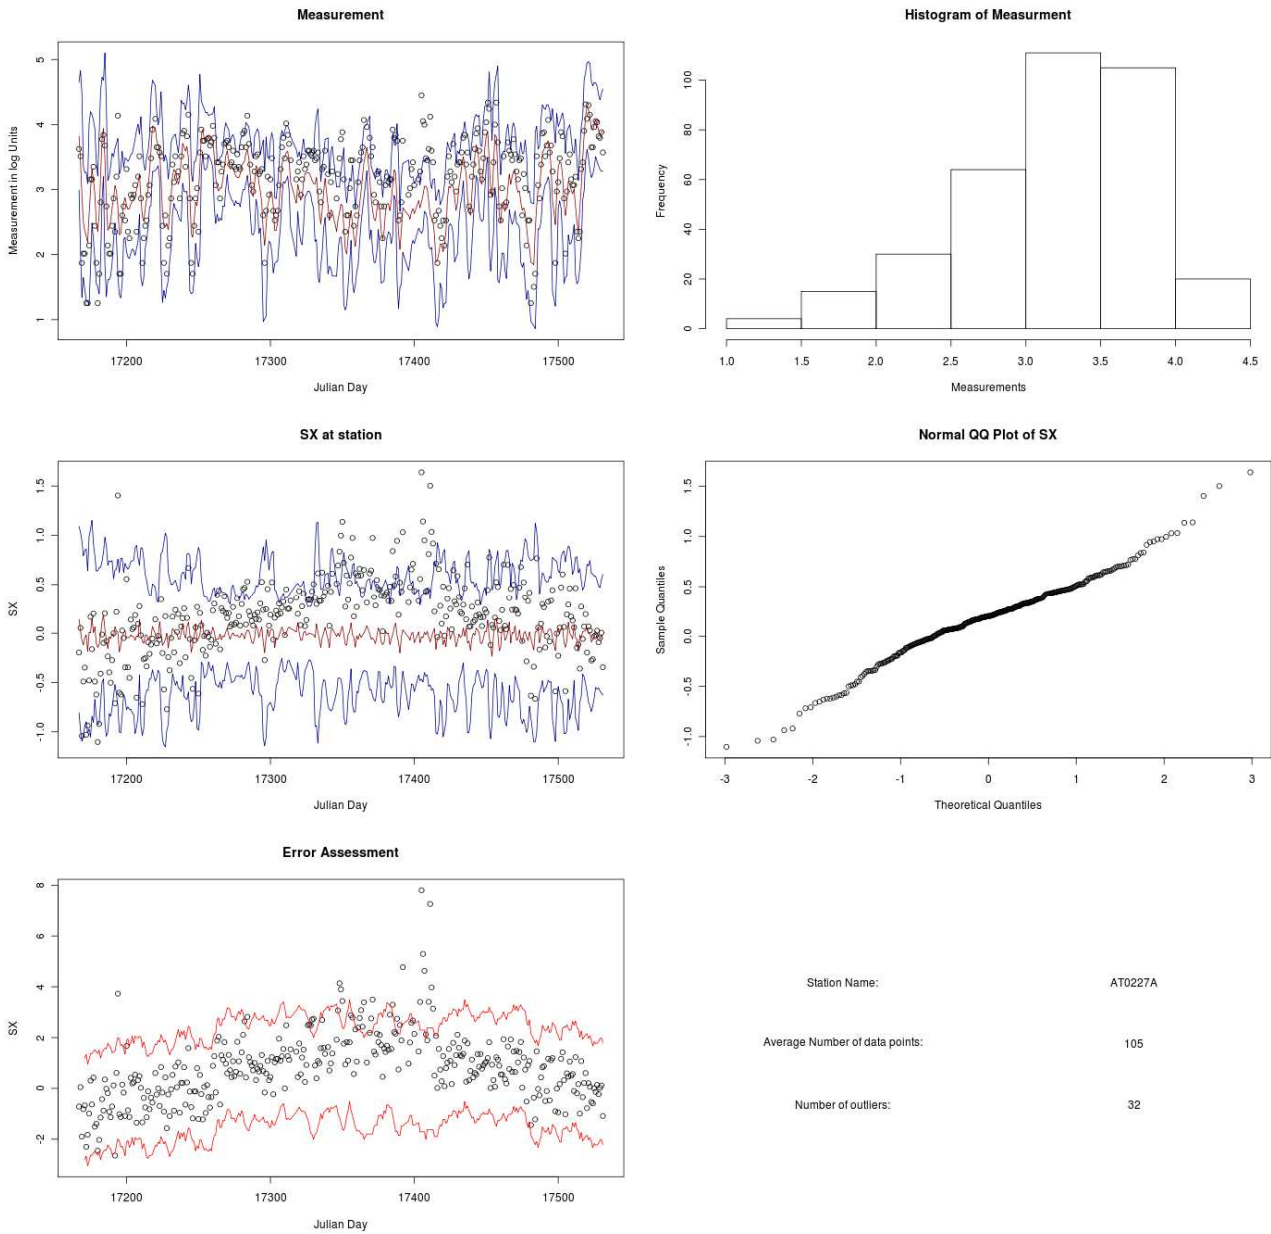 Measurement
Measurement in log Units
5
4
3
2
1
17200 17300 17400 17500
Julian Day
Histogram of Measurment
Frequency
100
80
60
40
20
0
1.0 1.5 2.0 2.5 3.0 3.5 4.0 4.5
Measurements
SX at station
SX
1.5
1.0
0.5
0.0
-0.5
-1.0
17200 17300 17400 17500
Julian Day
Normal QQ Plot of SX
Sample Quantiles
1.5
1.0
0.5
0.0
-0.5
-1.0
-3 -2 -1 0 1 2 3
Theoretical Quantiles
Error Assessment
SX
8
6
4
2
0
-2
17200 17300 17400 17500
Julian Day
Station Name: AT0227A
Average Number of data points: 105
Number of outliers: 32